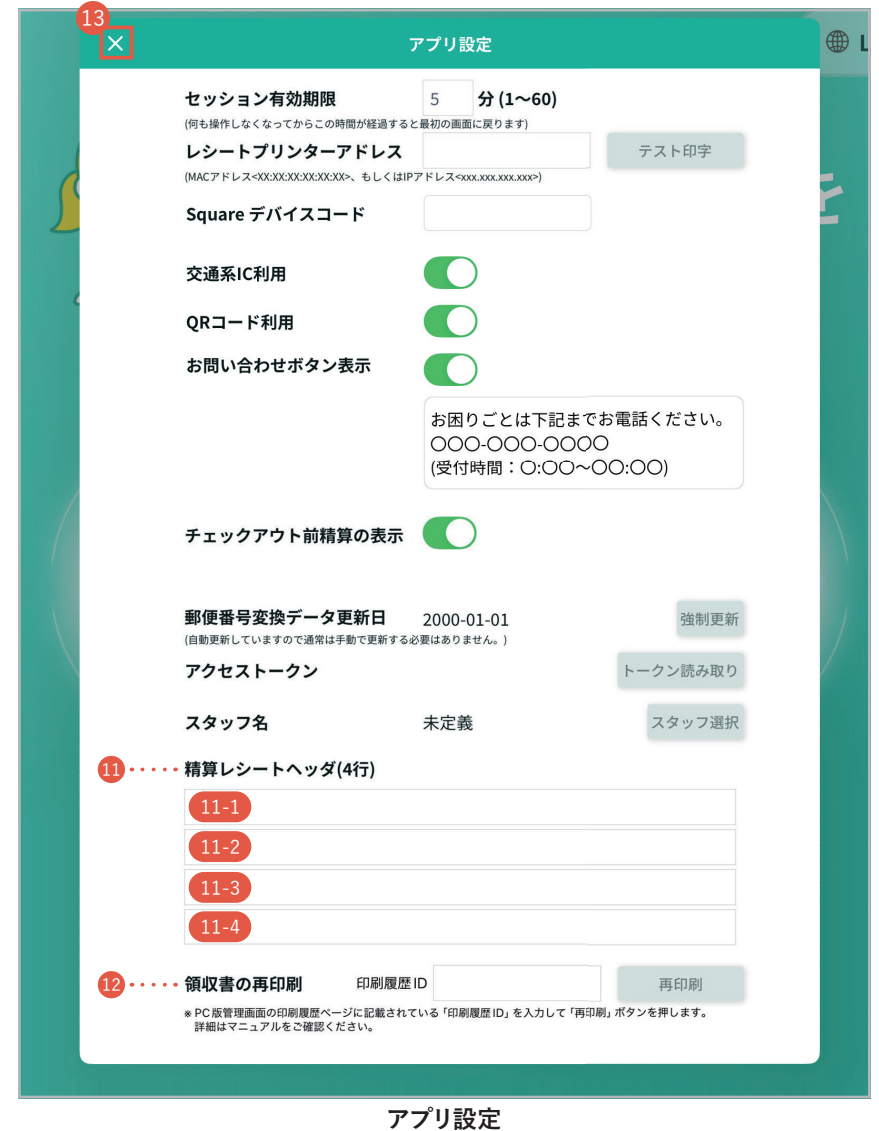 13
アプリ設定
L
を
セッション有効期限 5 分 (1〜60)
(何も操作しなくなってからこの時間が経過すると最初の画面に戻ります)
レシートプリンターアドレス テスト印字
(MACアドレス<XX:XX:XX:XX:XX:XX>、もしくはIPアドレス<xxx.xxx.xxx.xxx>)
Square デバイスコード
交通系IC利用
QRコード利用
お問い合わせボタン表示
お困りごとは下記までお電話ください。
〇〇〇-〇〇〇-〇〇〇〇
(受付時間：〇:〇〇〜〇〇:〇〇)
チェックアウト前精算の表示
郵便番号変換データ更新日 2000-01-01 強制更新
(自動更新していますので通常は手動で更新する必要はありません。)
アクセストークン トークン読み取り
スタッフ名 未定義 スタッフ選択
11 精算レシートヘッダ(4行)
11-1
11-2
11-3
11-4
12 領収書の再印刷 印刷履歴ID 再印刷
※ PC版管理画面の印刷履歴ページに記載されている「印刷履歴ID」を入力して「再印刷」ボタンを押します。
詳細はマニュアルをご確認ください。
アプリ設定